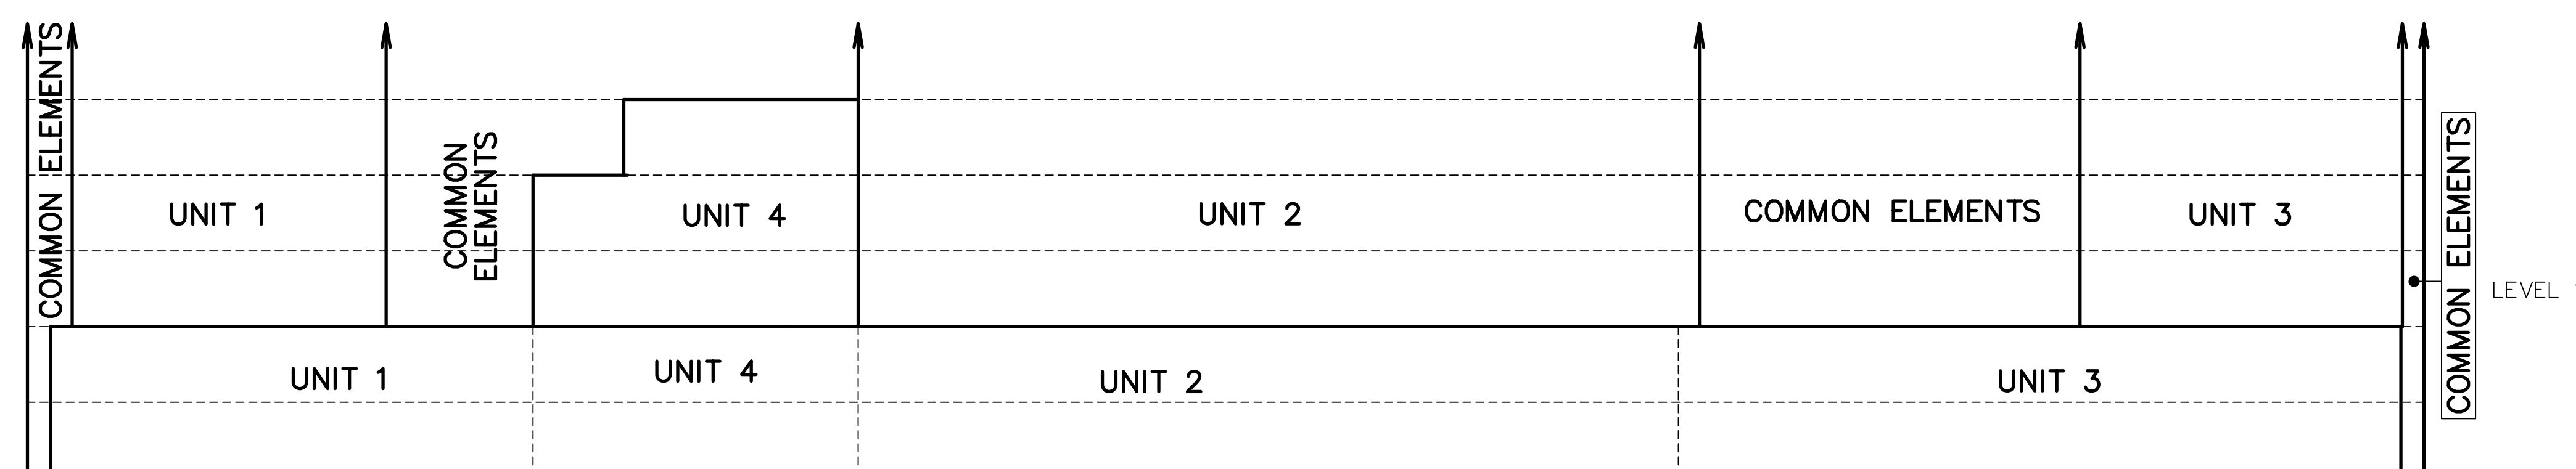 COMMON ELEMENTS
UNIT 1
COMMON
ELEMENTS
UNIT 4
UNIT 2
COMMON ELEMENTS
UNIT 3
COMMON ELEMENTS
LEVEL
UNIT 1
UNIT 4
UNIT 2
UNIT 3